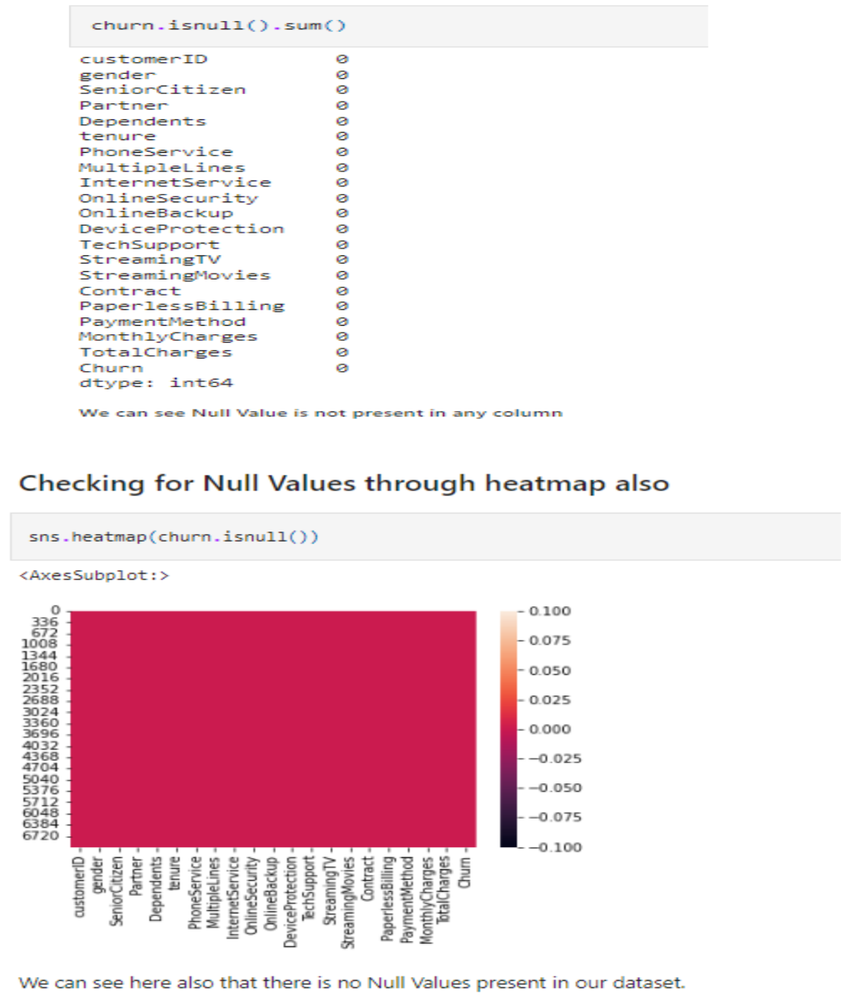 churn.isnull().sum()
customerID 0
gender 0
SeniorCitizen 0
Partner 0
Dependents 0
tenure 0
PhoneService 0
MultipleLines 0
InternetService 0
OnlineSecurity 0
OnlineBackup 0
DeviceProtection 0
TechSupport 0
StreamingTV 0
StreamingMovies 0
Contract 0
PaperlessBilling 0
PaymentMethod 0
MonthlyCharges 0
TotalCharges 0
Churn 0
dtype: int64
We can see Null Value is not present in any column
Checking for Null Values through heatmap also
sns.heatmap(churn.isnull())
<AxesSubplot:>
0
336
672
1008
1344
1680
2016
2352
2688
3024
3360
3696
4032
4368
4704
5040
5376
5712
6048
6384
6720
0.100
0.075
0.050
0.025
0.000
−0.025
−0.050
−0.075
−0.100
customerID
gender
SeniorCitizen
Partner
Dependents
tenure
PhoneService
MultipleLines
InternetService
OnlineSecurity
OnlineBackup
DeviceProtection
TechSupport
StreamingTV
StreamingMovies
Contract
PaperlessBilling
PaymentMethod
MonthlyCharges
TotalCharges
Churn
We can see here also that there is no Null Values present in our dataset.